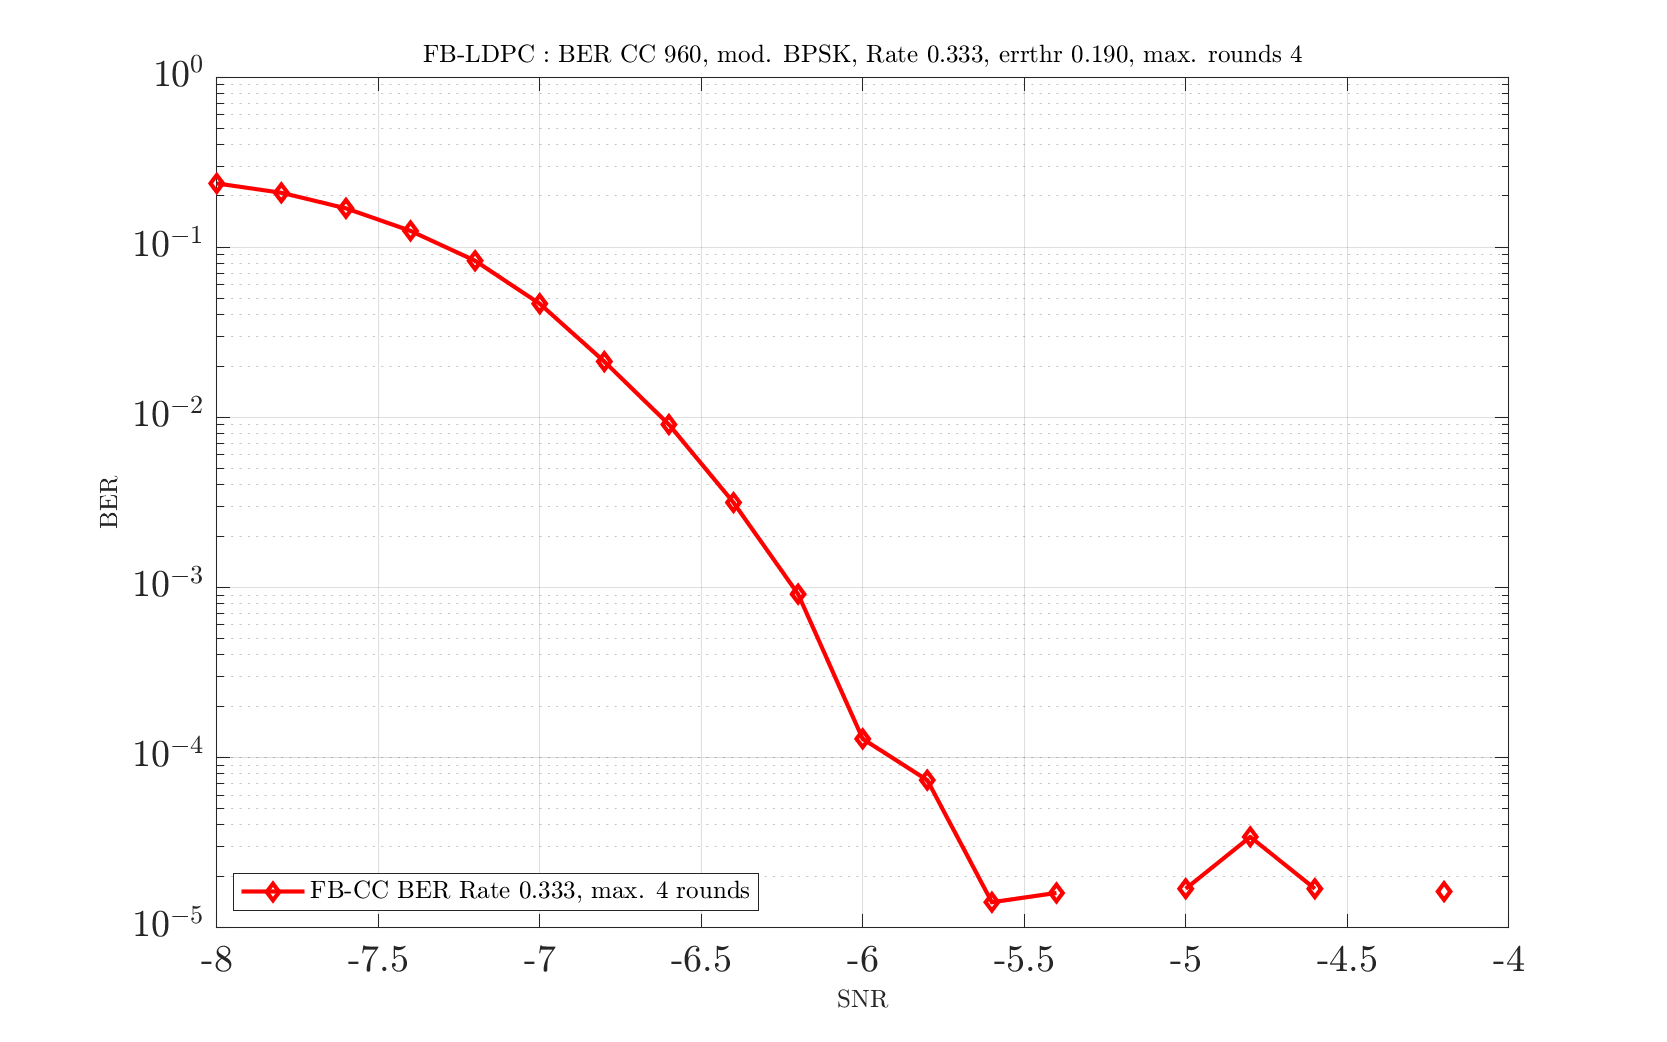 FB-LDPC : BER CC 960, mod. BPSK, Rate 0.333, errthr 0.190, max. rounds 4
10^0
10^-1
10^-2
10^-3
10^-4
10^-5
BER
FB-CC BER Rate 0.333, max. 4 rounds
-8 -7.5 -7 -6.5 -6 -5.5 -5 -4.5 -4
SNR